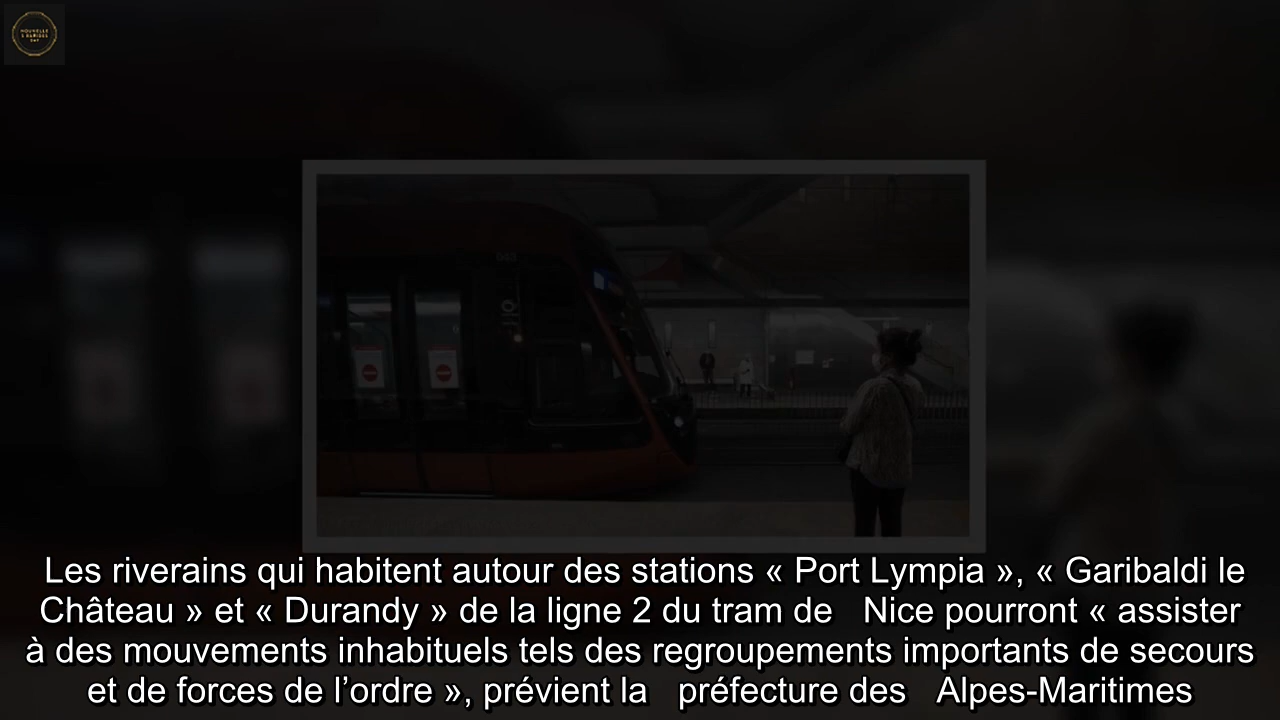 NOUVELLE
Les riverains qui habitent autour des stations « Port Lympia », « Garibaldi le
Château » et « Durandy » de la ligne 2 du tram de Nice pourront « assister
à des mouvements inhabituels tels des regroupements importants de secours
et de forces de l’ordre », prévient la préfecture des Alpes-Maritimes